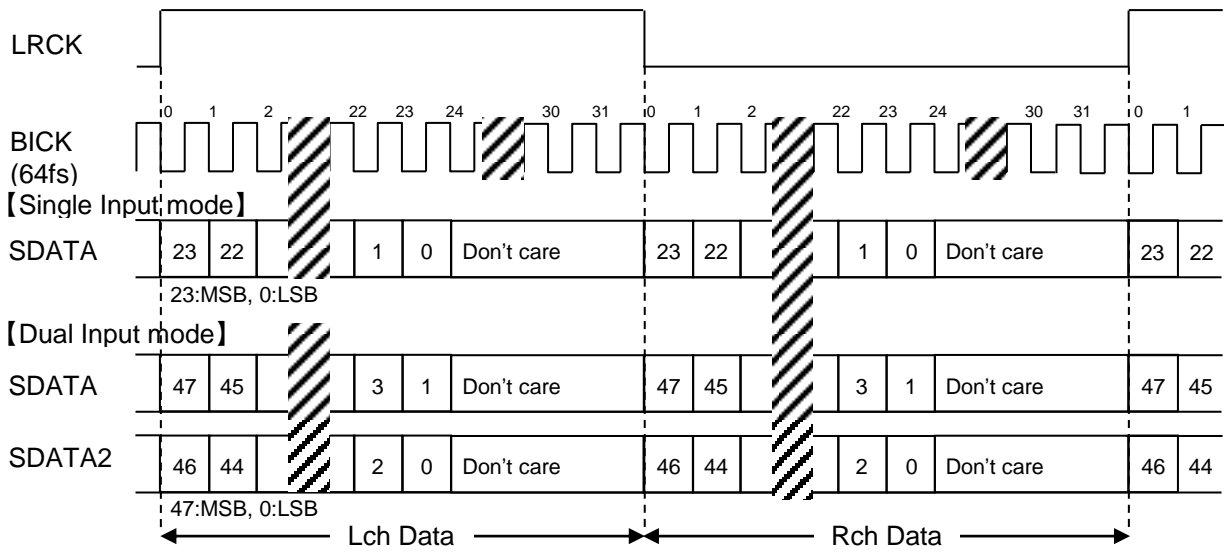 LRCK
0 1 2 22 23 24 30 31 0 1 2 22 23 24 30 31 0 1
BICK
(64fs)
【Single Input mode】
SDATA 23 22 1 0 Don't care 23 22 1 0 Don't care 23 22
23:MSB, 0:LSB
【Dual Input mode】
SDATA 47 45 3 1 Don't care 47 45 3 1 Don't care 47 45
SDATA2 46 44 2 0 Don't care 46 44 2 0 Don't care 46 44
47:MSB, 0:LSB
Lch Data Rch Data